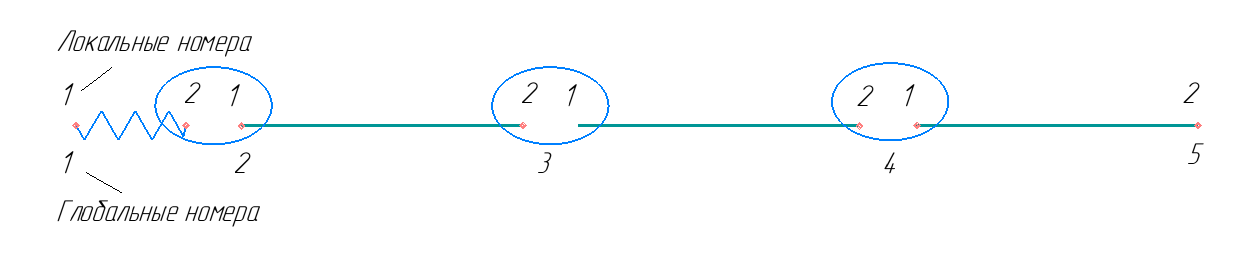 Локальные номера
1 2 1 2 1 2 1 2
1 2 3 4 5
Глобальные номера